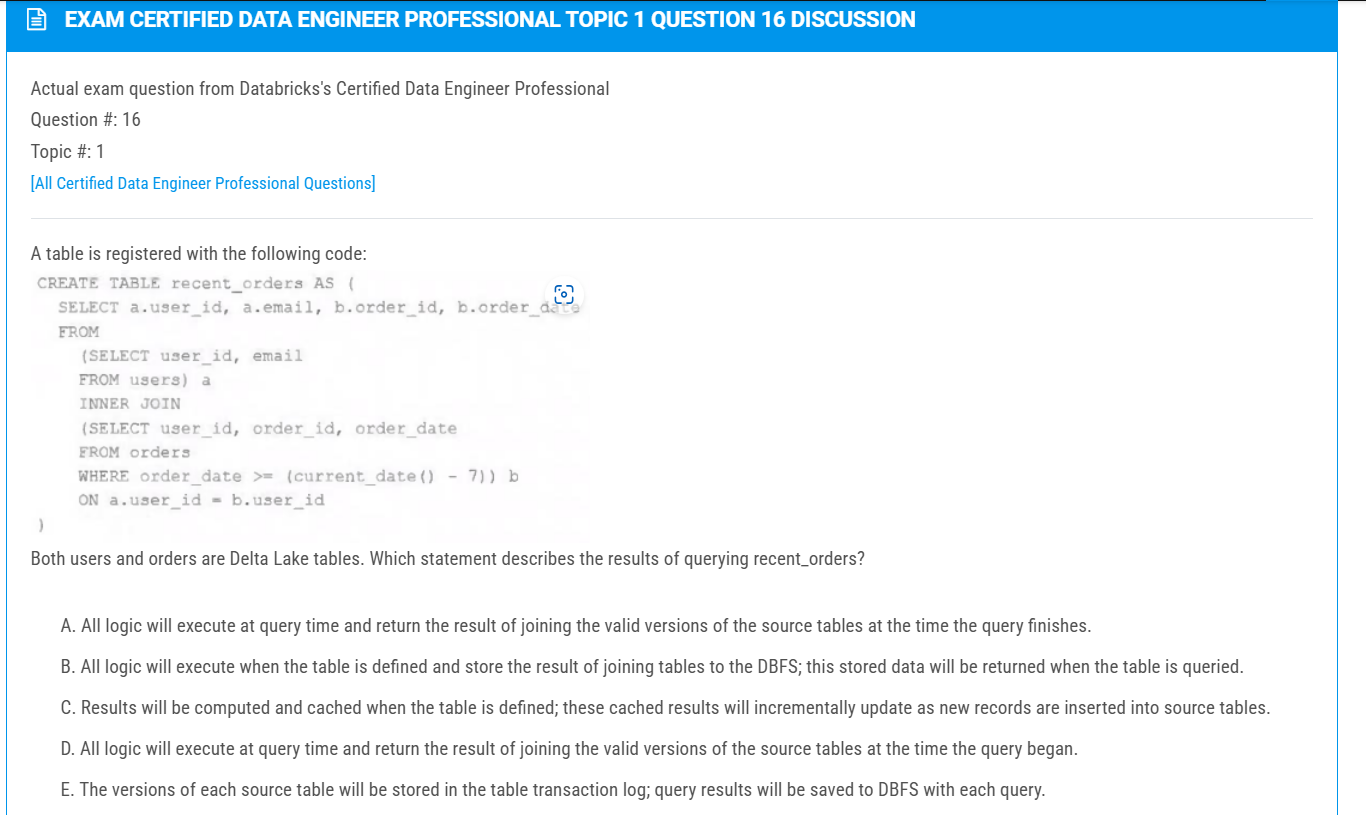 EXAM CERTIFIED DATA ENGINEER PROFESSIONAL TOPIC 1 QUESTION 16 DISCUSSION
Actual exam question from Databricks's Certified Data Engineer Professional
Question #: 16
Topic #: 1
[All Certified Data Engineer Professional Questions]
A table is registered with the following code:
CREATE TABLE recent_orders AS (
SELECT a.user_id, a.email, b.order_id, b.order_date
FROM
(SELECT user_id, email
FROM users) a
INNER JOIN
(SELECT user_id, order_id, order_date
FROM orders
WHERE order_date >= (current_date() - 7)) b
ON a.user_id = b.user_id
)
Both users and orders are Delta Lake tables. Which statement describes the results of querying recent_orders?
A. All logic will execute at query time and return the result of joining the valid versions of the source tables at the time the query finishes.
B. All logic will execute when the table is defined and store the result of joining tables to the DBFS; this stored data will be returned when the table is queried.
C. Results will be computed and cached when the table is defined; these cached results will incrementally update as new records are inserted into source tables.
D. All logic will execute at query time and return the result of joining the valid versions of the source tables at the time the query began.
E. The versions of each source table will be stored in the table transaction log; query results will be saved to DBFS with each query.